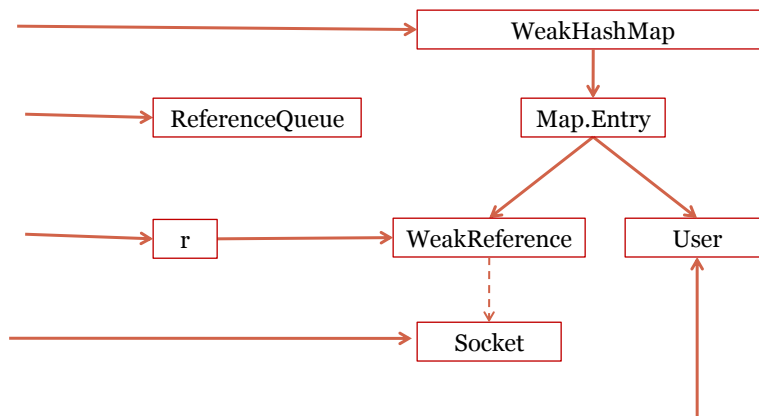 WeakHashMap
ReferenceQueue
Map.Entry
r
WeakReference
User
Socket